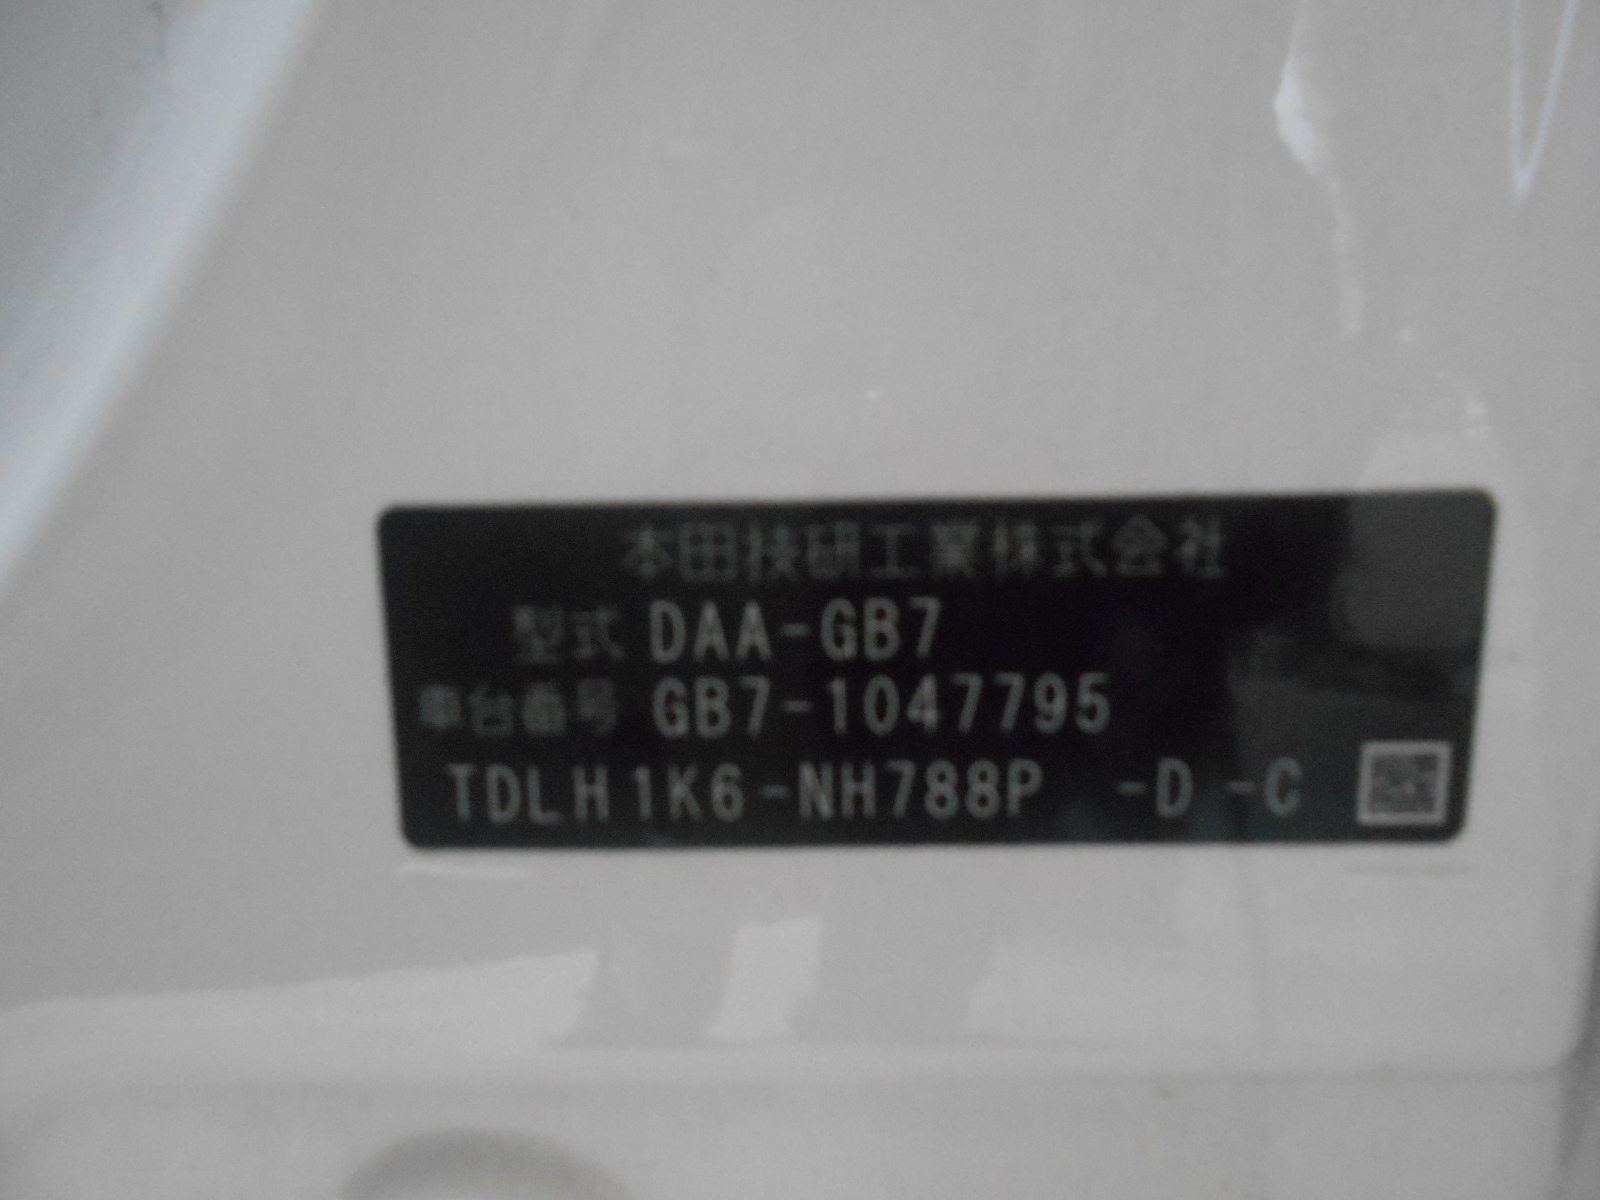 本田技研工業株式会社
型式 DAA-GB7
車台番号 GB7-1047795
TDLH1K6-NH788P -D -C